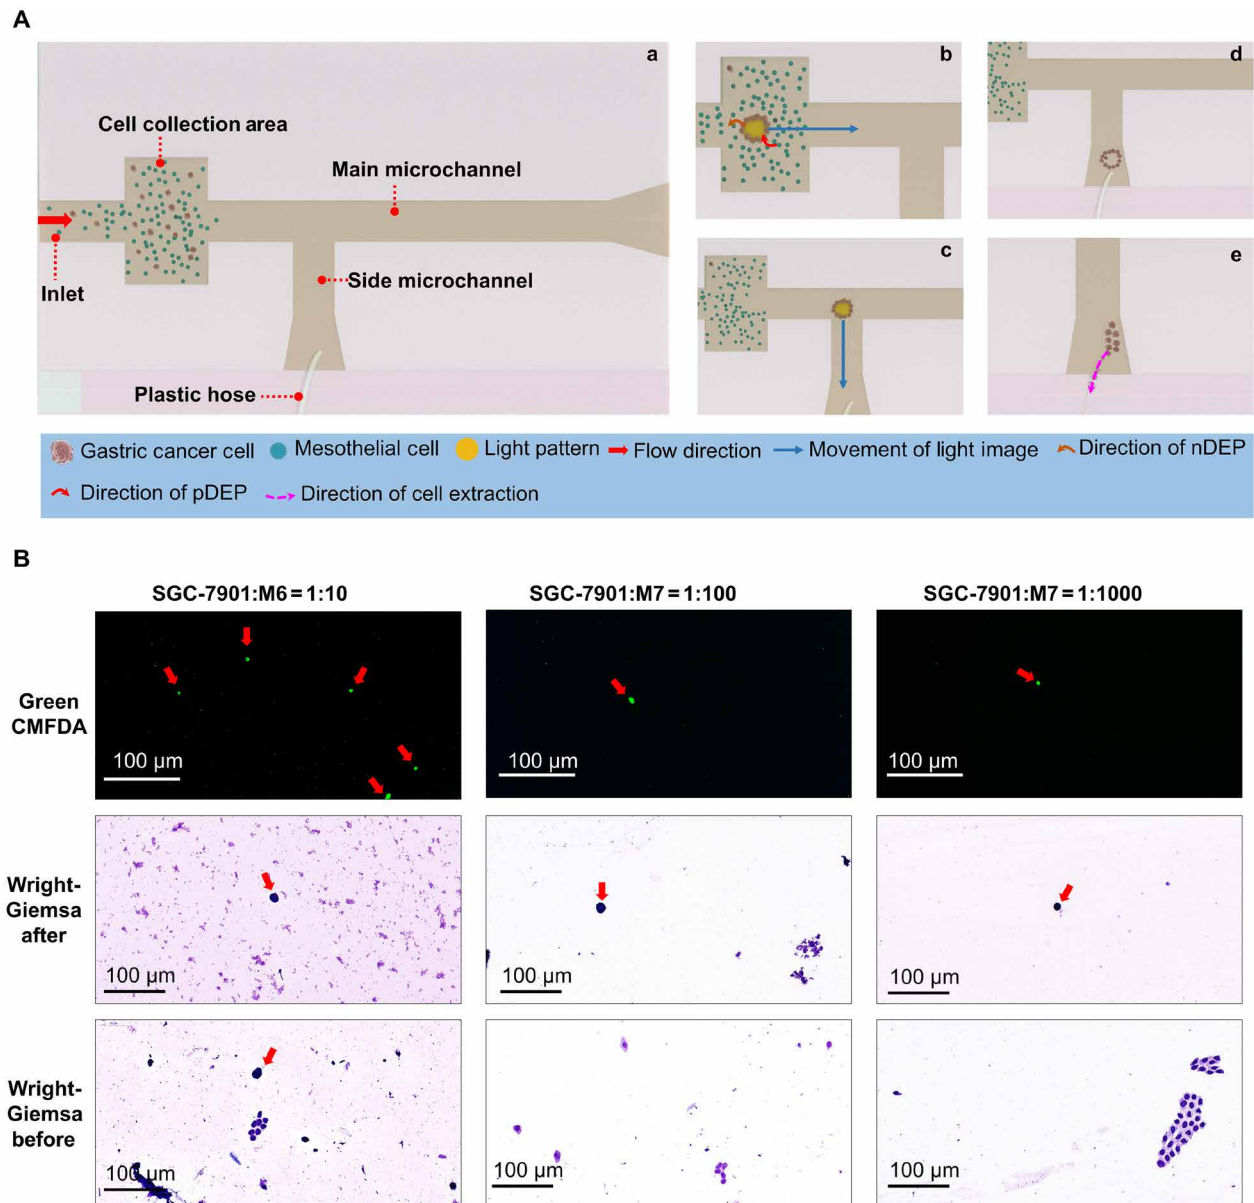 A
a
Cell collection area
Main microchannel
Side microchannel
Inlet
Plastic hose
b
c
d
e
Gastric cancer cell
Mesothelial cell
Light pattern
Flow direction
Movement of light image
Direction of nDEP
Direction of pDEP
Direction of cell extraction
B
SGC-7901:M6 = 1:10
SGC-7901:M7 = 1:100
SGC-7901:M7 = 1:1000
Green
CMFDA
100 µm
100 µm
100 µm
Wright-
Giemsa
after
100 µm
100 µm
100 µm
Wright-
Giemsa
before
100 µm
100 µm
100 µm